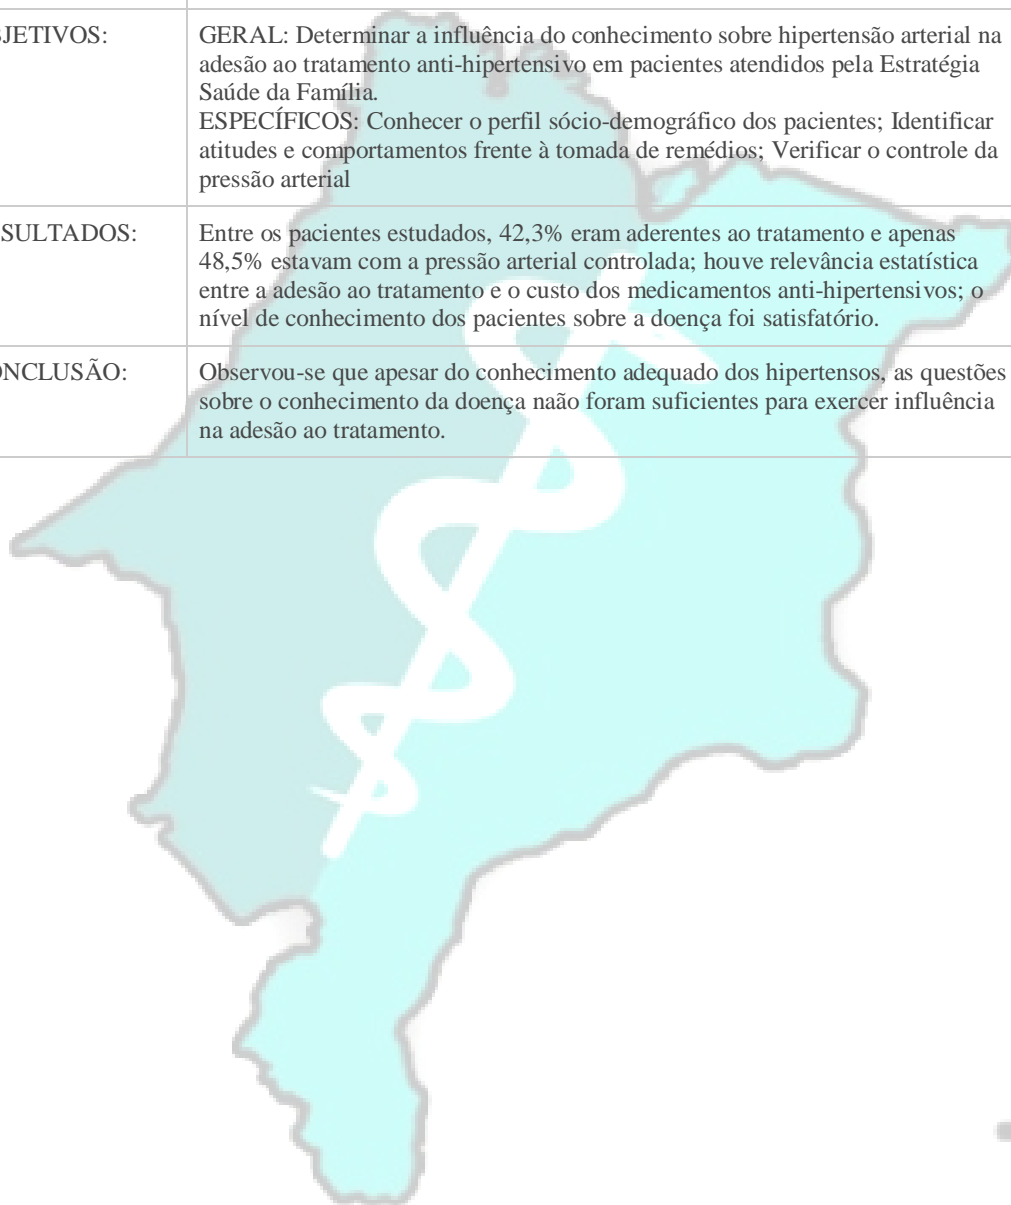 BJETIVOS:
GERAL: Determinar a influência do conhecimento sobre hipertensão arterial na
adesão ao tratamento anti-hipertensivo em pacientes atendidos pela Estratégia
Saúde da Família.
ESPECÍFICOS: Conhecer o perfil sócio-demográfico dos pacientes; Identificar
atitudes e comportamentos frente à tomada de remédios; Verificar o controle da
pressão arterial
SULTADOS:
Entre os pacientes estudados, 42,3% eram aderentes ao tratamento e apenas
48,5% estavam com a pressão arterial controlada; houve relevância estatística
entre a adesão ao tratamento e o custo dos medicamentos anti-hipertensivos; o
nível de conhecimento dos pacientes sobre a doença foi satisfatório.
ONCLUSÃO:
Observou-se que apesar do conhecimento adequado dos hipertensos, as questões
sobre o conhecimento da doença naão foram suficientes para exercer influência
na adesão ao tratamento.